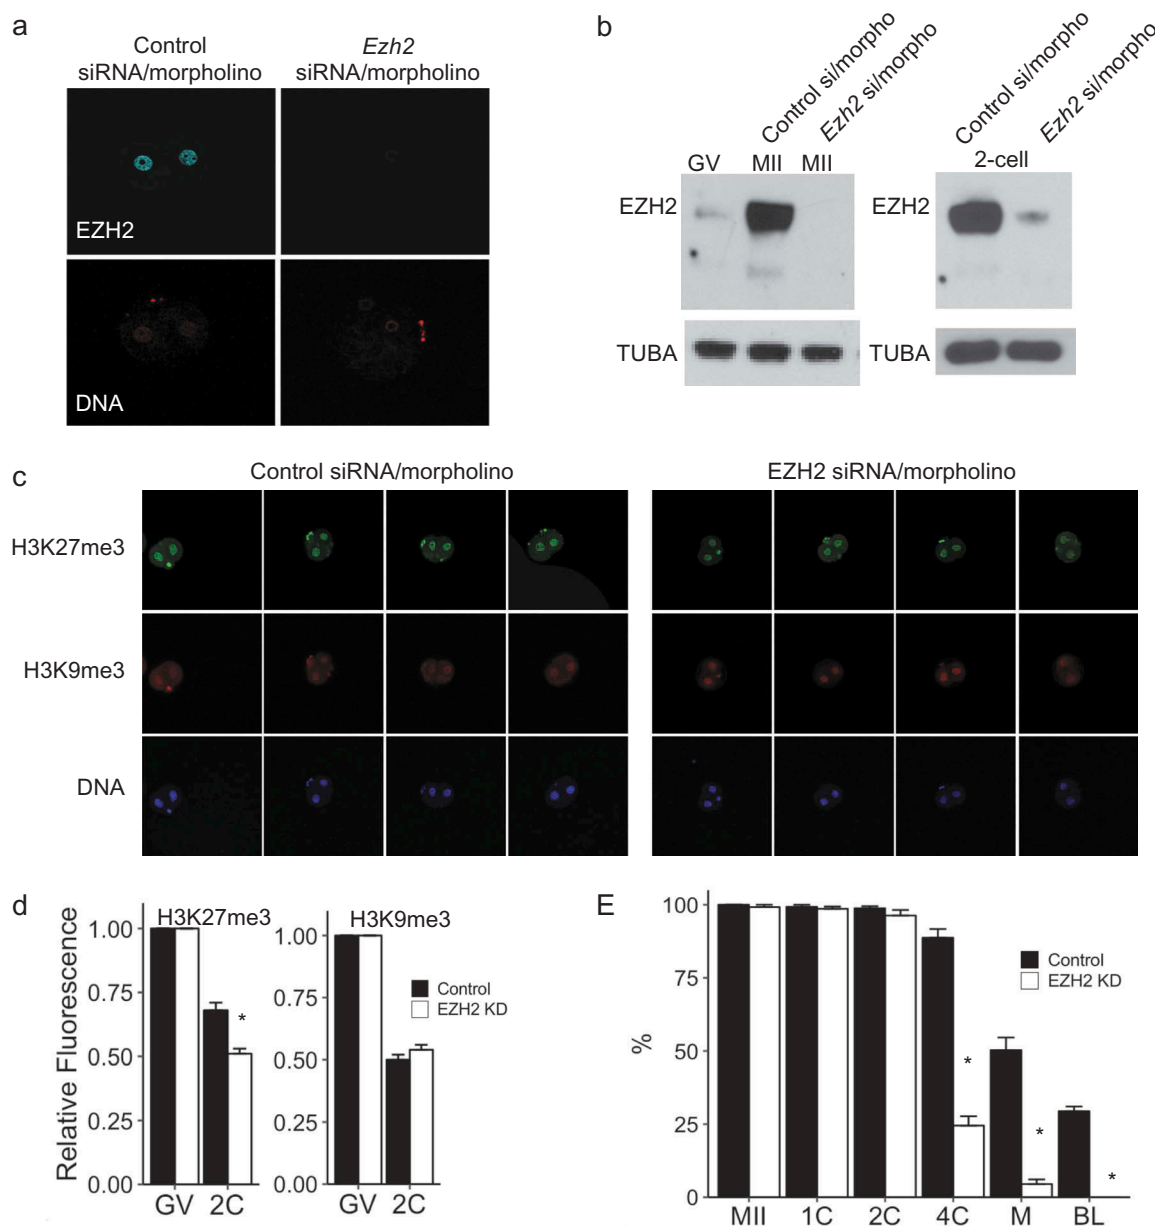 a
Control
siRNA/morpholino
Ezh2
siRNA/morpholino
EZH2
DNA
b
Control si/morpho
Ezh2 si/morpho
GV MII MII
EZH2
TUBA
Control si/morpho
Ezh2 si/morpho
2-cell
EZH2
TUBA
c
Control siRNA/morpholino
EZH2 siRNA/morpholino
H3K27me3
H3K9me3
DNA
d
Relative Fluorescence
H3K27me3
1.00
0.75
0.50
0.25
0.00
*
GV 2C
H3K9me3
1.00
0.75
0.50
0.25
0.00
GV 2C
Control
EZH2 KD
E
%
100
75
50
25
0
Control
EZH2 KD
*
*
*
MII 1C 2C 4C M BL